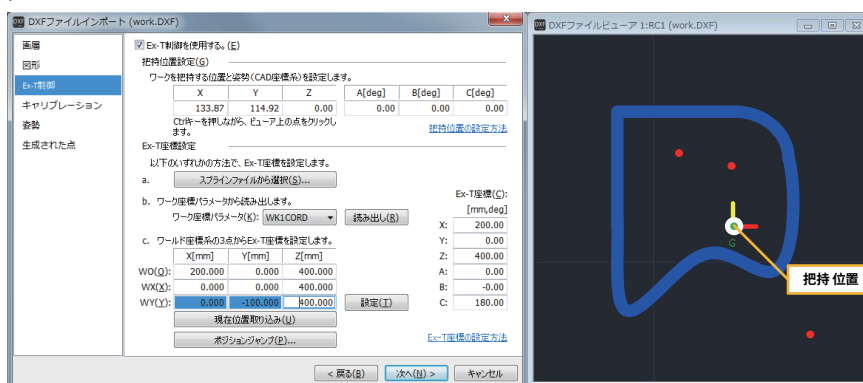 DXFファイルインポート (work.DXF)
画層
図形
Ex-T制御
キャリブレーション
姿勢
生成された点
Ex-T制御を使用する。(E)
把持位置設定(G)
ワークを把持する位置と姿勢(CAD座標系)を設定します。
X Y Z A[deg] B[deg] C[deg]
133.87 114.92 0.00 0.00 0.00 0.00
Ctrlキーを押しながら、ビューア上の点をクリックし
ます。
把持位置の設定方法
Ex-T座標設定
以下のいずれかの方法で、Ex-T座標を設定します。
a. スプラインファイルから選択(S)...
b. ワーク座標パラメータから読み出します。
ワーク座標パラメータ(K): WK1CORD 読み出し(R)
c. ワールド座標系の3点からEx-T座標を設定します。
X[mm] Y[mm] Z[mm]
WO(O): 200.000 0.000 400.000
WX(X): 0.000 0.000 400.000
WY(Y): 0.000 -100.000 400.000 設定(T)
現在位置取り込み(U)
ポジションジャンプ(P)...
Ex-T座標(C):
[mm,deg]
X: 200.00
Y: 0.00
Z: 400.00
A: 0.00
B: -0.00
C: 180.00
Ex-T座標の設定方法
< 戻る(B) 次へ(N) > キャンセル
DXFファイルビューア 1:RC1 (work.DXF)
G
把持位置